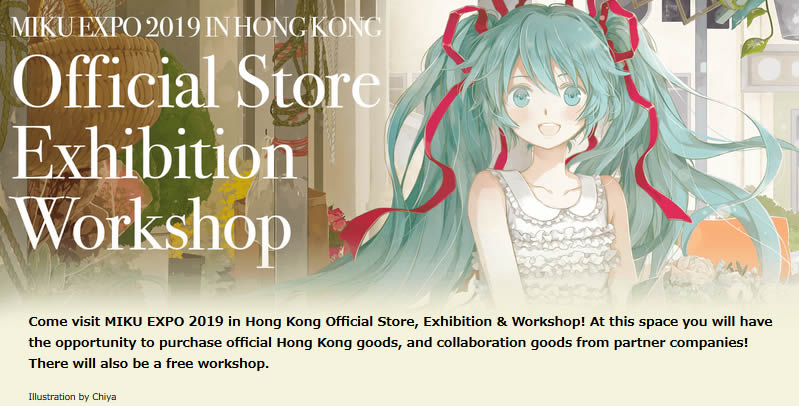 MIKU EXPO 2019 IN HONG KONG
Official Store
Exhibition
Workshop
Come visit MIKU EXPO 2019 in Hong Kong Official Store, Exhibition & Workshop! At this space you will have
the opportunity to purchase official Hong Kong goods, and collaboration goods from partner companies!
There will also be a free workshop.
Illustration by Chiya